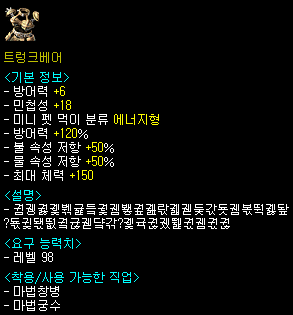 트렁크베어
<기본 정보>
- 방어력 +6
- 민첩성 +18
- 미니 펫 먹이 분류 에너지형
- 방어력 +120%
- 불 속성 저항 +50%
- 물 속성 저항 +50%
- 최대 체력 +150
<설명>
<요구 능력치>
- 레벨 98
<착용/사용 가능한 직업>
- 마법창병
- 마법궁수